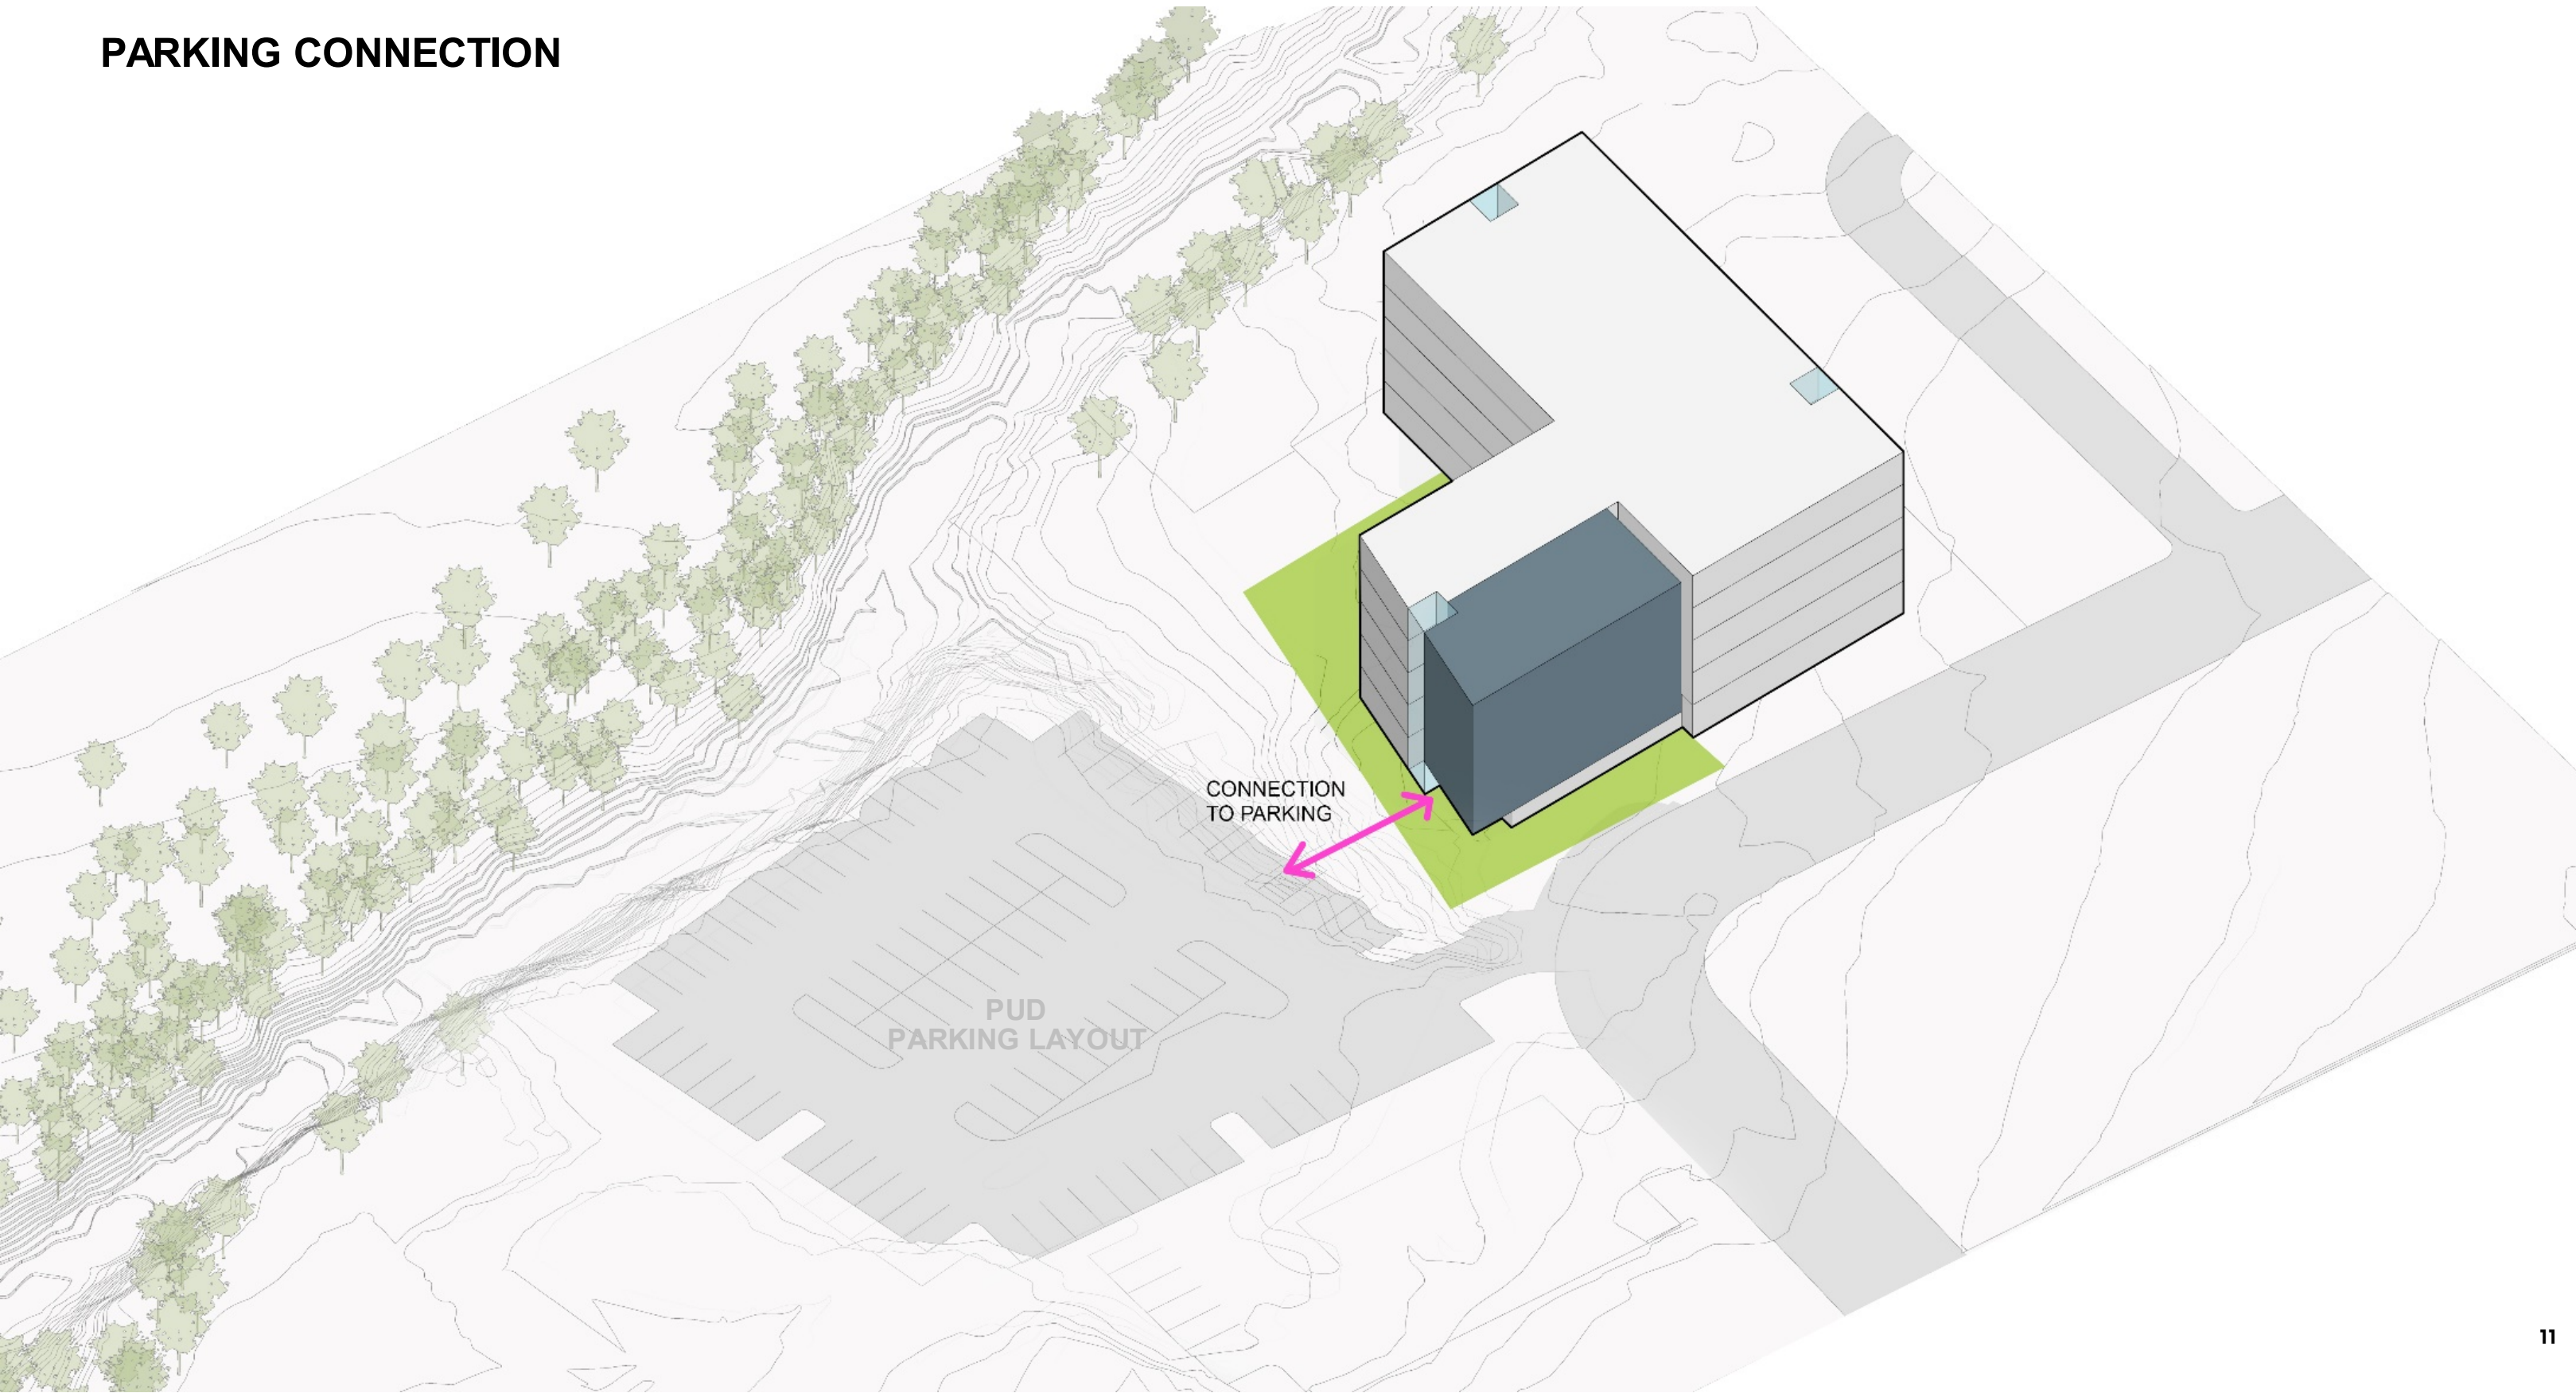 PARKING CONNECTION
CONNECTION
TO PARKING
PUD
PARKING LAYOUT
11